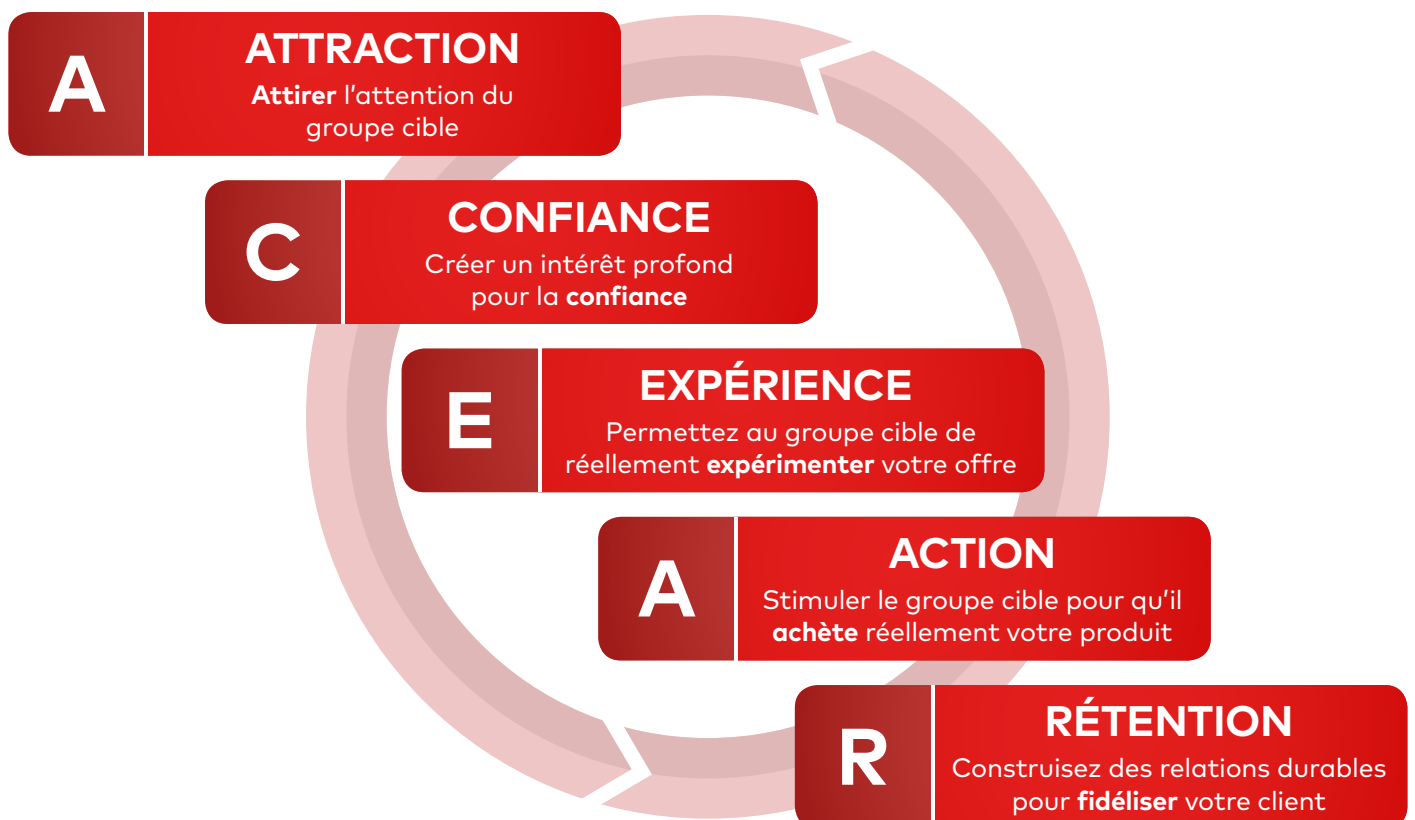 A
ATTRACTION
Attirer l'attention du
groupe cible
C
CONFIANCE
Créer un intérêt profond
pour la confiance
E
EXPÉRIENCE
Permettez au groupe cible de
réellement expérimenter votre offre
A
ACTION
Stimuler le groupe cible pour qu'il
achète réellement votre produit
R
RÉTENTION
Construisez des relations durables
pour fidéliser votre client